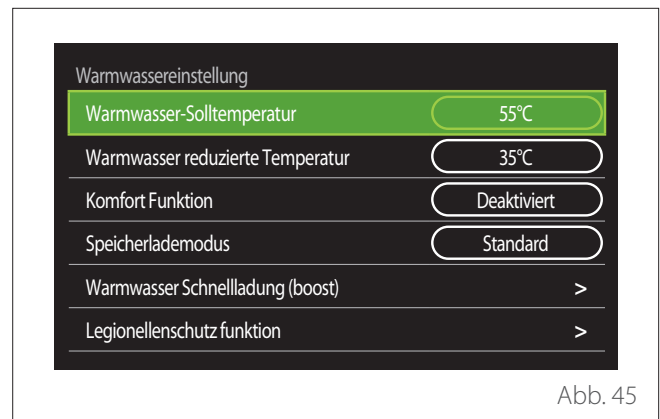 Warmwassereinstellung
Warmwasser-Solltemperatur 55°C
Warmwasser reduzierte Temperatur 35°C
Komfort Funktion Deaktiviert
Speicherlademodus Standard
Warmwasser Schnellladung (boost) >
Legionellenschutz funktion >
Abb. 45